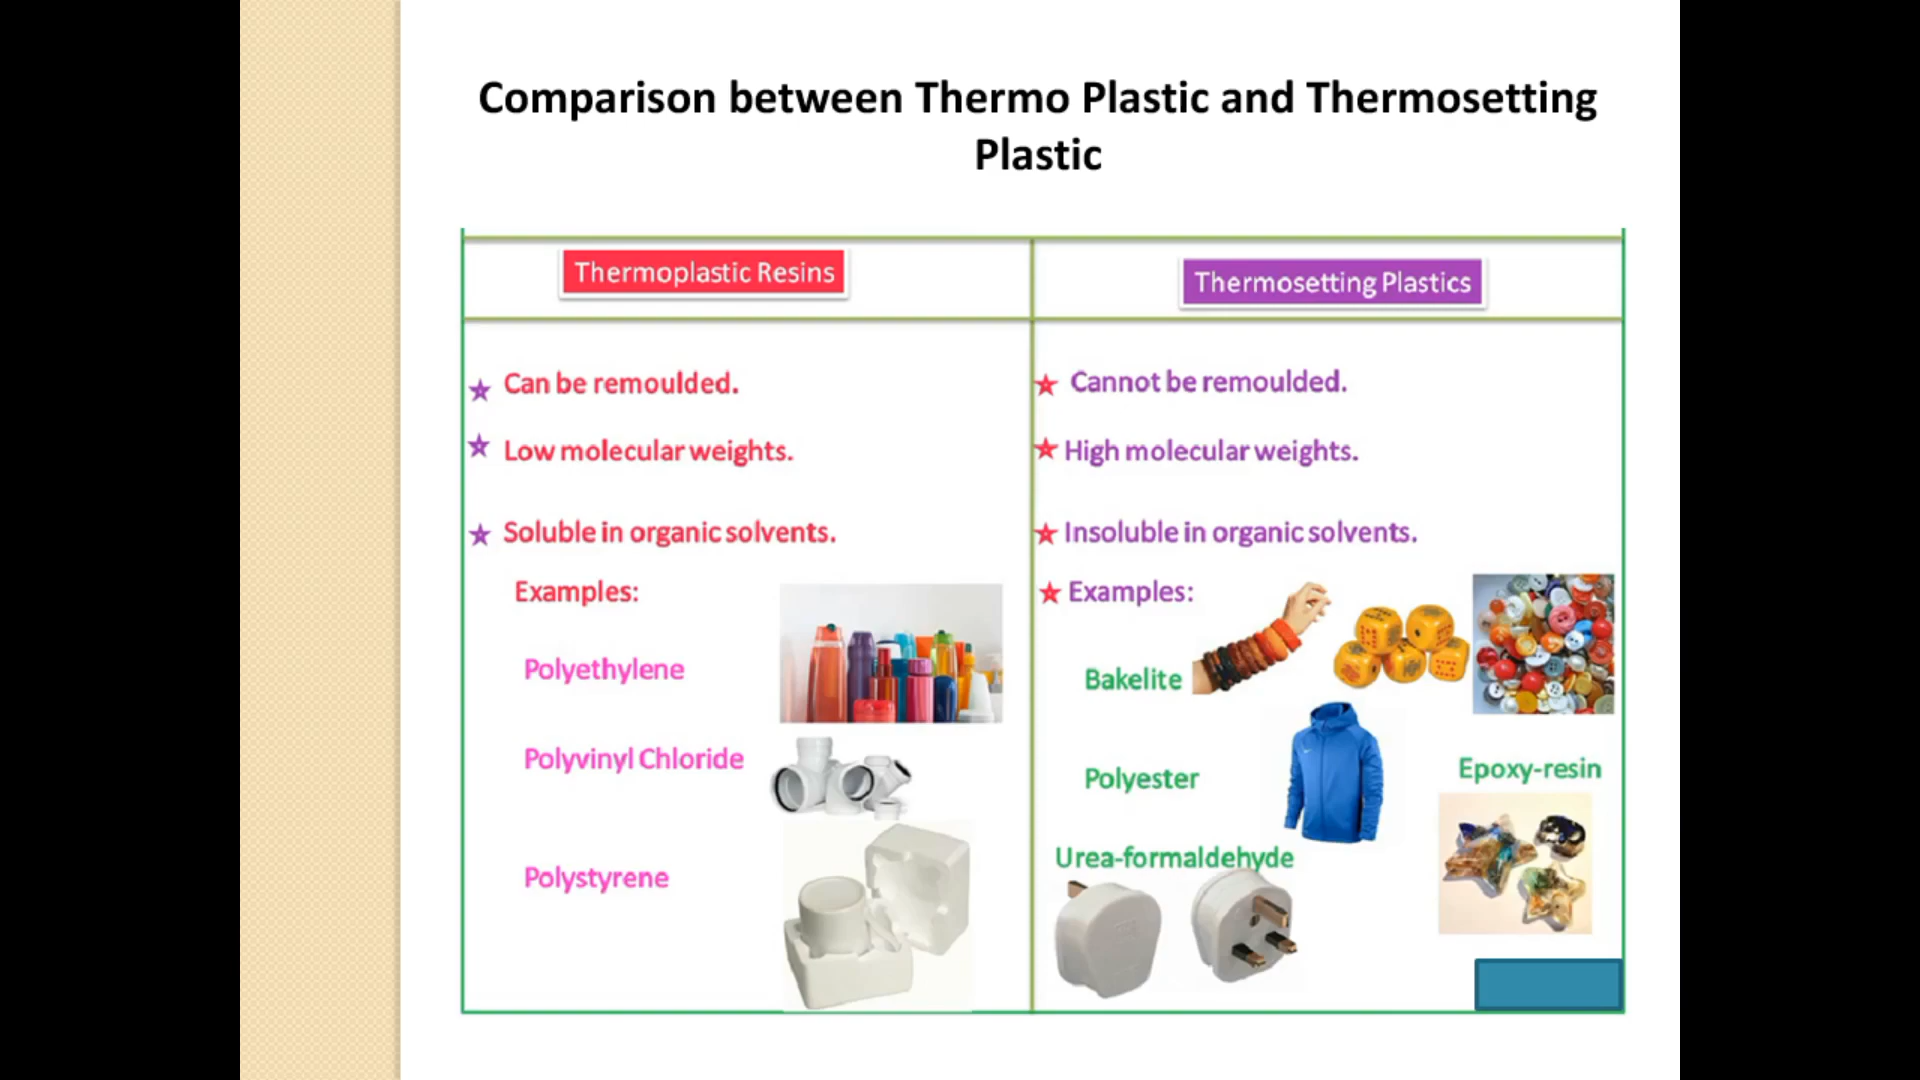 Comparison between Thermo Plastic and Thermosetting
Plastic
Thermoplastic Resins
Thermosetting Plastics
Can be remoulded.
Low molecular weights.
Soluble in organic solvents.
Examples:
Polyethylene
Polyvinyl Chloride
Polystyrene
Cannot be remoulded.
High molecular weights.
Insoluble in organic solvents.
Examples:
Bakelite
Polyester
Epoxy-resin
Urea-formaldehyde